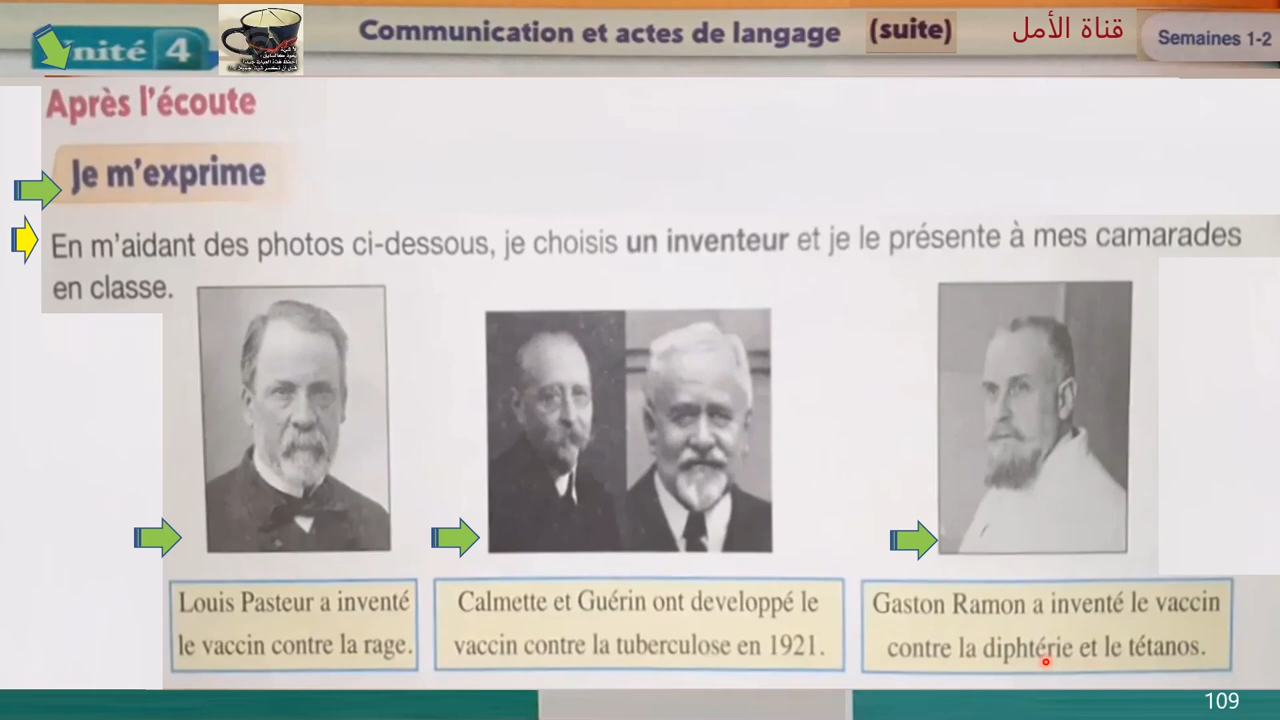 Unité 4
Communication et actes de langage (suite)
قناة الأمل
Semaines 1-2
Après l'écoute
Je m'exprime
En m'aidant des photos ci-dessous, je choisis un inventeur et je le présente à mes camarades
en classe.
Louis Pasteur a inventé
le vaccin contre la rage.
Calmette et Guérin ont developpé le
vaccin contre la tuberculose en 1921.
Gaston Ramon a inventé le vaccin
contre la diphtérie et le tétanos.
109